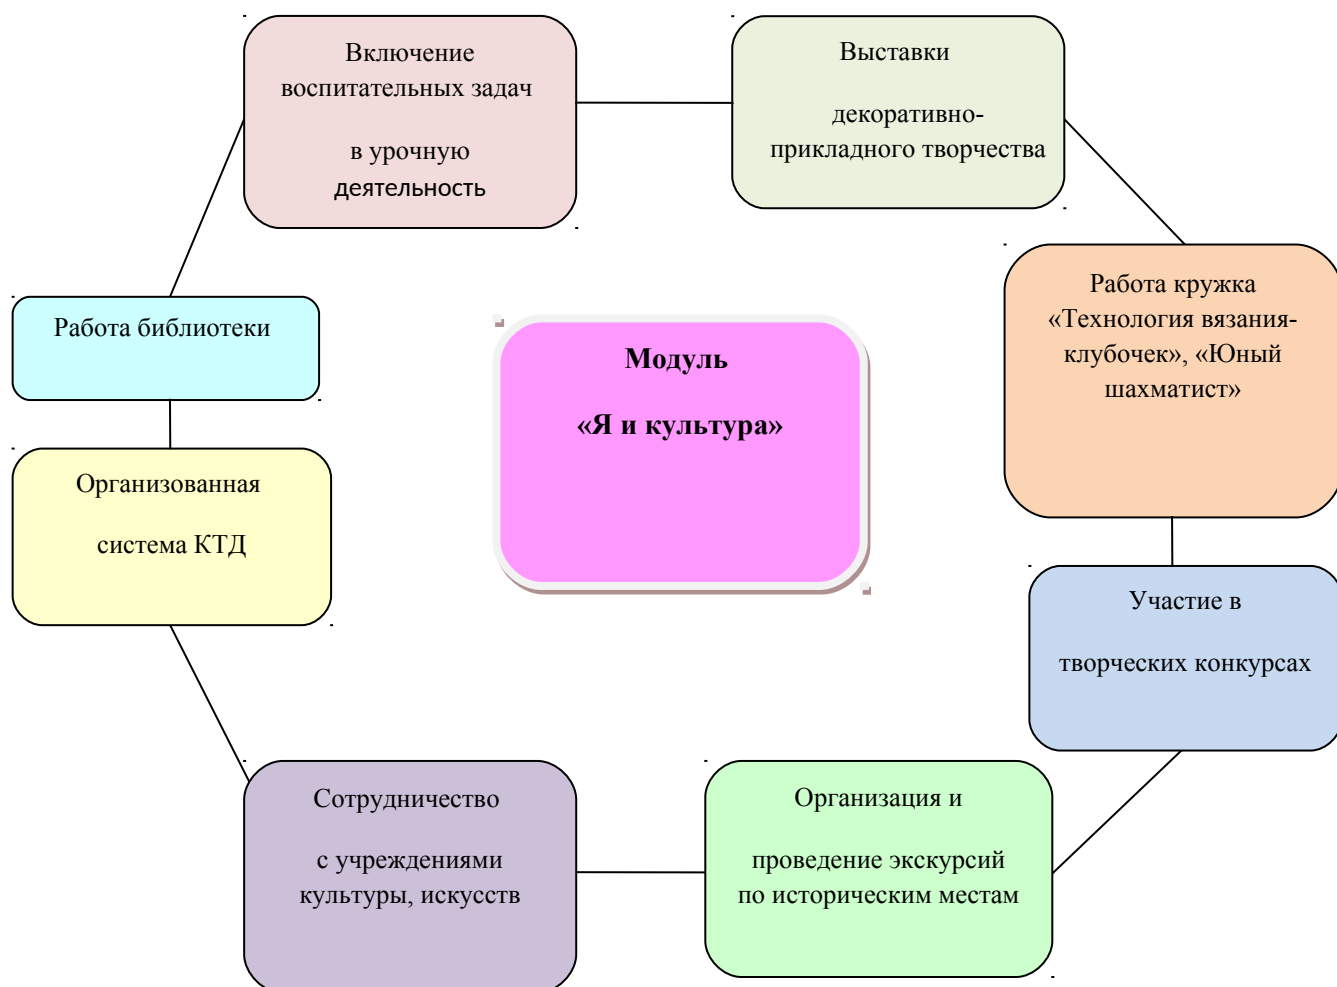 Включение
воспитательных задач
в урочную
деятельность
Выставки
декоративно-
прикладного творчества
Работа кружка
«Технология вязания-
клубочек», «Юный
шахматист»
Работа библиотеки
Модуль
«Я и культура»
Организованная
система КТД
Участие в
творческих конкурсах
Сотрудничество
с учреждениями
культуры, искусств
Организация и
проведение экскурсий
по историческим местам